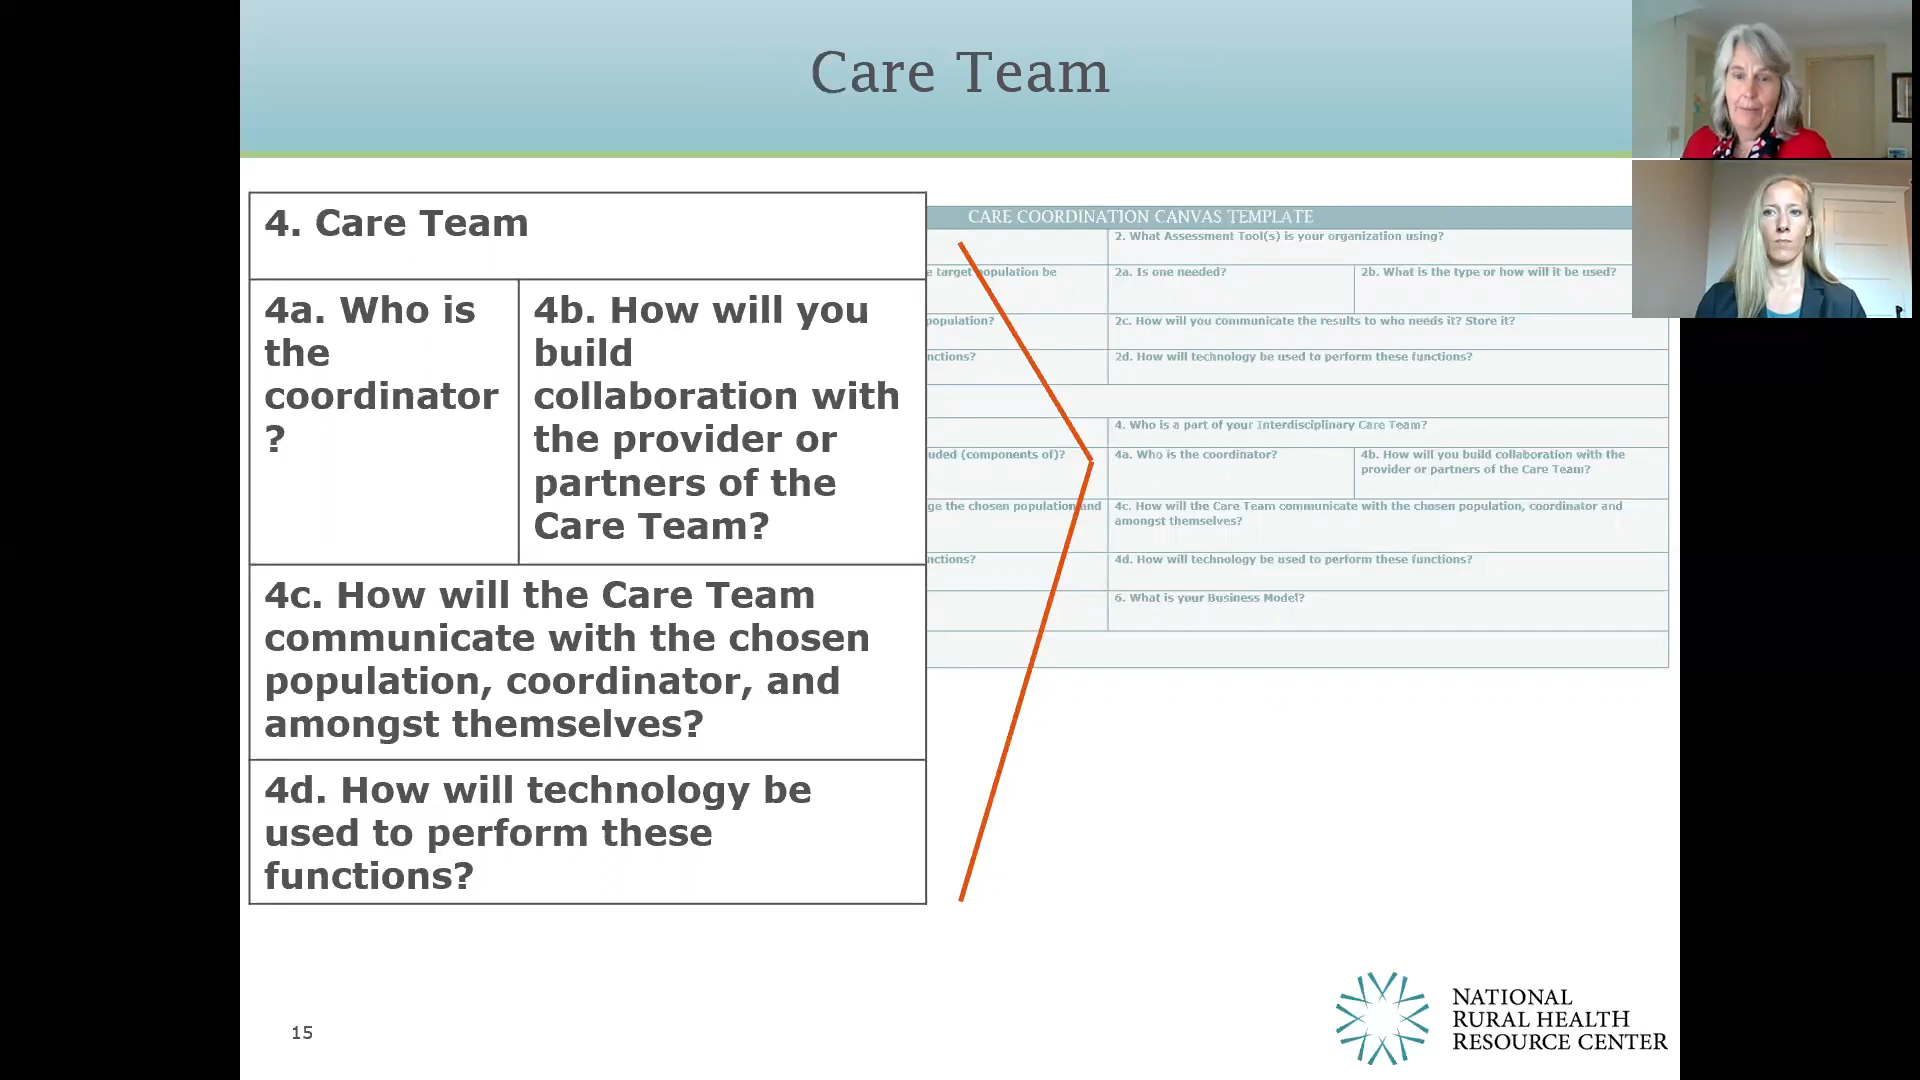 Care Team
4. Care Team
4a. Who is
the
coordinator
?
4b. How will you
build
collaboration with
the provider or
partners of the
Care Team?
4c. How will the Care Team
communicate with the chosen
population, coordinator, and
amongst themselves?
4d. How will technology be
used to perform these
functions?
CARE COORDINATION CANVAS TEMPLATE
2. What Assessment Tool(s) is your organization using?
target population be
2a. Is one needed?
2b. What is the type or how will it be used?
population?
2c. How will you communicate the results to who needs it? Store it?
nctions?
2d. How will technology be used to perform these functions?
4. Who is a part of your Interdisciplinary Care Team?
uded (components of)?
4a. Who is the coordinator?
4b. How will you build collaboration with the
provider or partners of the Care Team?
ge the chosen population and
4c. How will the Care Team communicate with the chosen population, coordinator and
amongst themselves?
nctions?
4d. How will technology be used to perform these functions?
6. What is your Business Model?
15
NATIONAL
RURAL HEALTH
RESOURCE CENTER